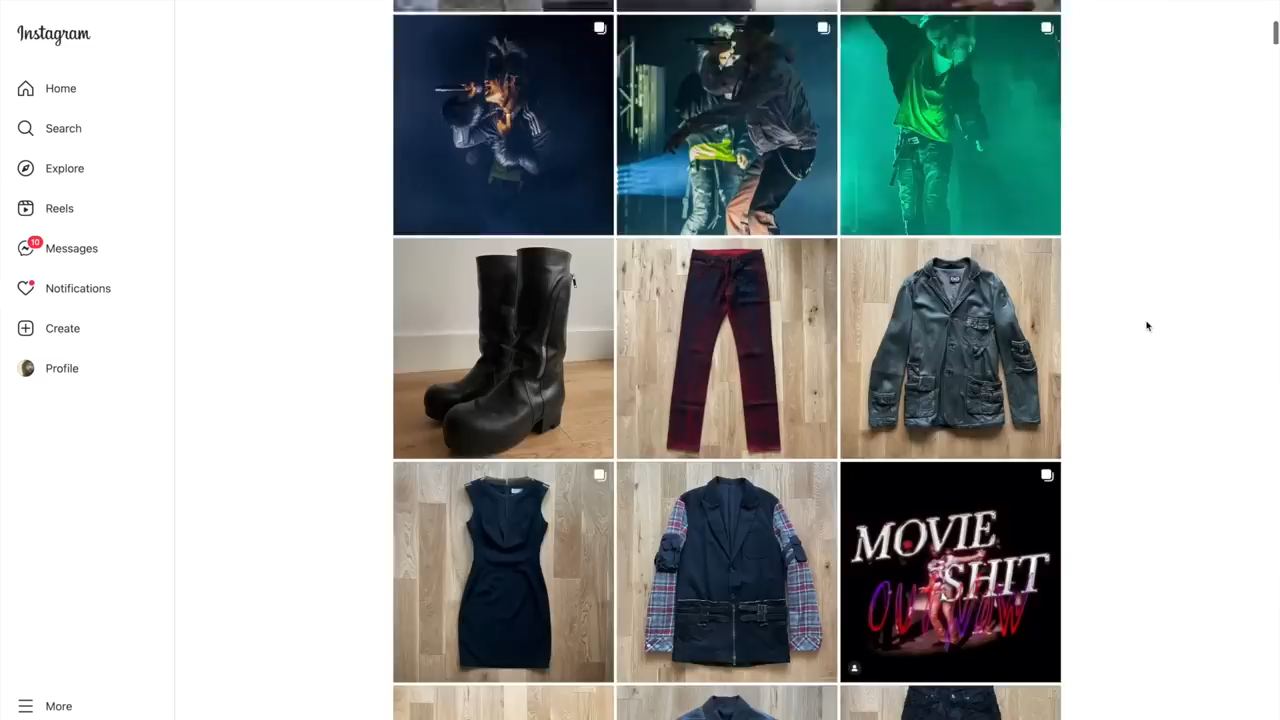 Instagram
Home
Search
Explore
Reels
10
Messages
Notifications
Create
Profile
More
MOVIE
SHIT